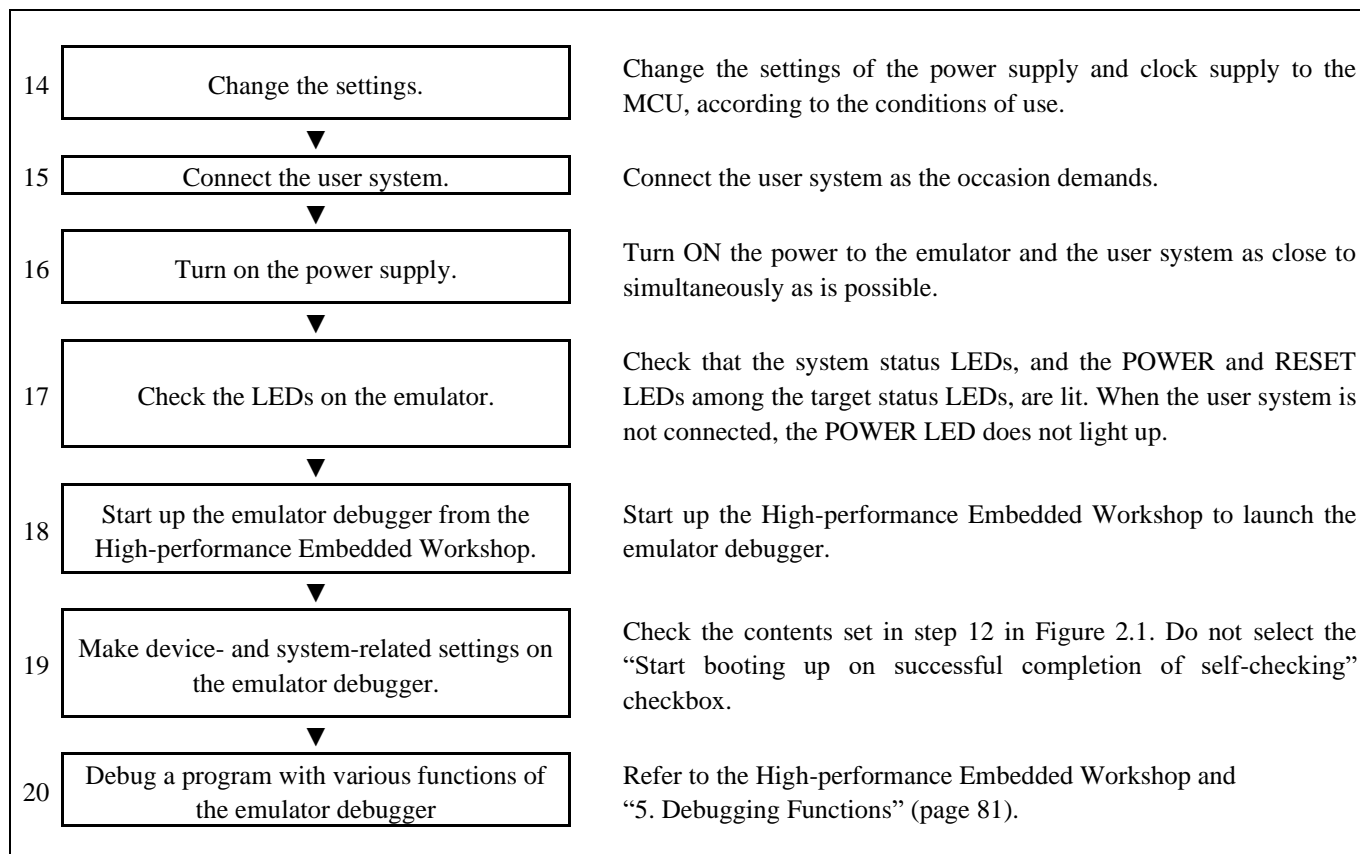 14
Change the settings.
Change the settings of the power supply and clock supply to the
MCU, according to the conditions of use.
▼
15
Connect the user system.
Connect the user system as the occasion demands.
▼
16
Turn on the power supply.
Turn ON the power to the emulator and the user system as close to
simultaneously as is possible.
▼
17
Check the LEDs on the emulator.
Check that the system status LEDs, and the POWER and RESET
LEDs among the target status LEDs, are lit. When the user system is
not connected, the POWER LED does not light up.
▼
18
Start up the emulator debugger from the
High-performance Embedded Workshop.
Start up the High-performance Embedded Workshop to launch the
emulator debugger.
▼
19
Make device- and system-related settings on
the emulator debugger.
Check the contents set in step 12 in Figure 2.1. Do not select the
“Start booting up on successful completion of self-checking”
checkbox.
▼
20
Debug a program with various functions of
the emulator debugger
Refer to the High-performance Embedded Workshop and
“5. Debugging Functions” (page 81).